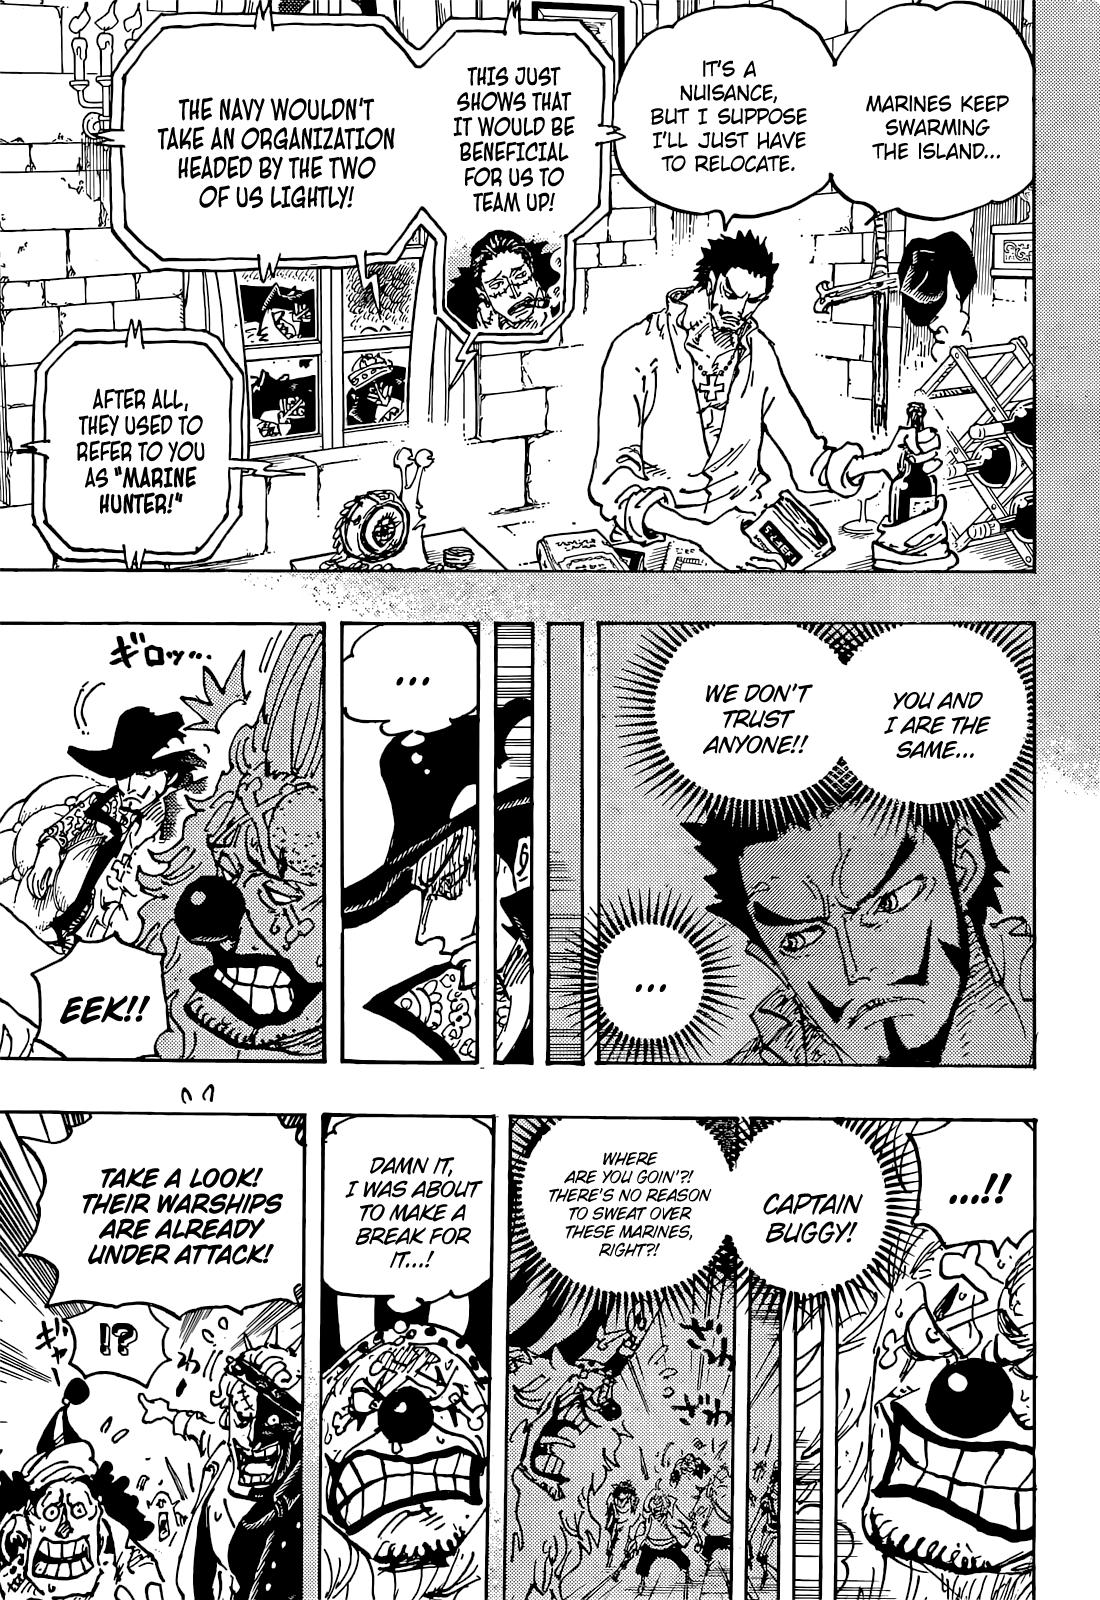 MARINES KEEP
SWARMING
THE ISLAND...
IT'S A
NUISANCE,
BUT I SUPPOSE
I'LL JUST HAVE
TO RELOCATE.
THIS JUST
SHOWS THAT
IT WOULD BE
BENEFICIAL
FOR US TO
TEAM UP!
THE NAVY WOULDN'T
TAKE AN ORGANIZATION
HEADED BY THE TWO
OF US LIGHTLY!
AFTER ALL,
THEY USED TO
REFER TO YOU
AS "MARINE
HUNTER!"
YOU AND
I ARE THE
SAME...
WE DON'T
TRUST
ANYONE!!
...
...
ギロッ...
EEK!!
...!!
CAPTAIN
BUGGY!
WHERE
ARE YOU GOIN'?!
THERE'S NO REASON
TO SWEAT OVER
THESE MARINES,
RIGHT?!
DAMN IT,
I WAS ABOUT
TO MAKE A
BREAK FOR
IT...!
TAKE A LOOK!
THEIR WARSHIPS
ARE ALREADY
UNDER ATTACK!
!?